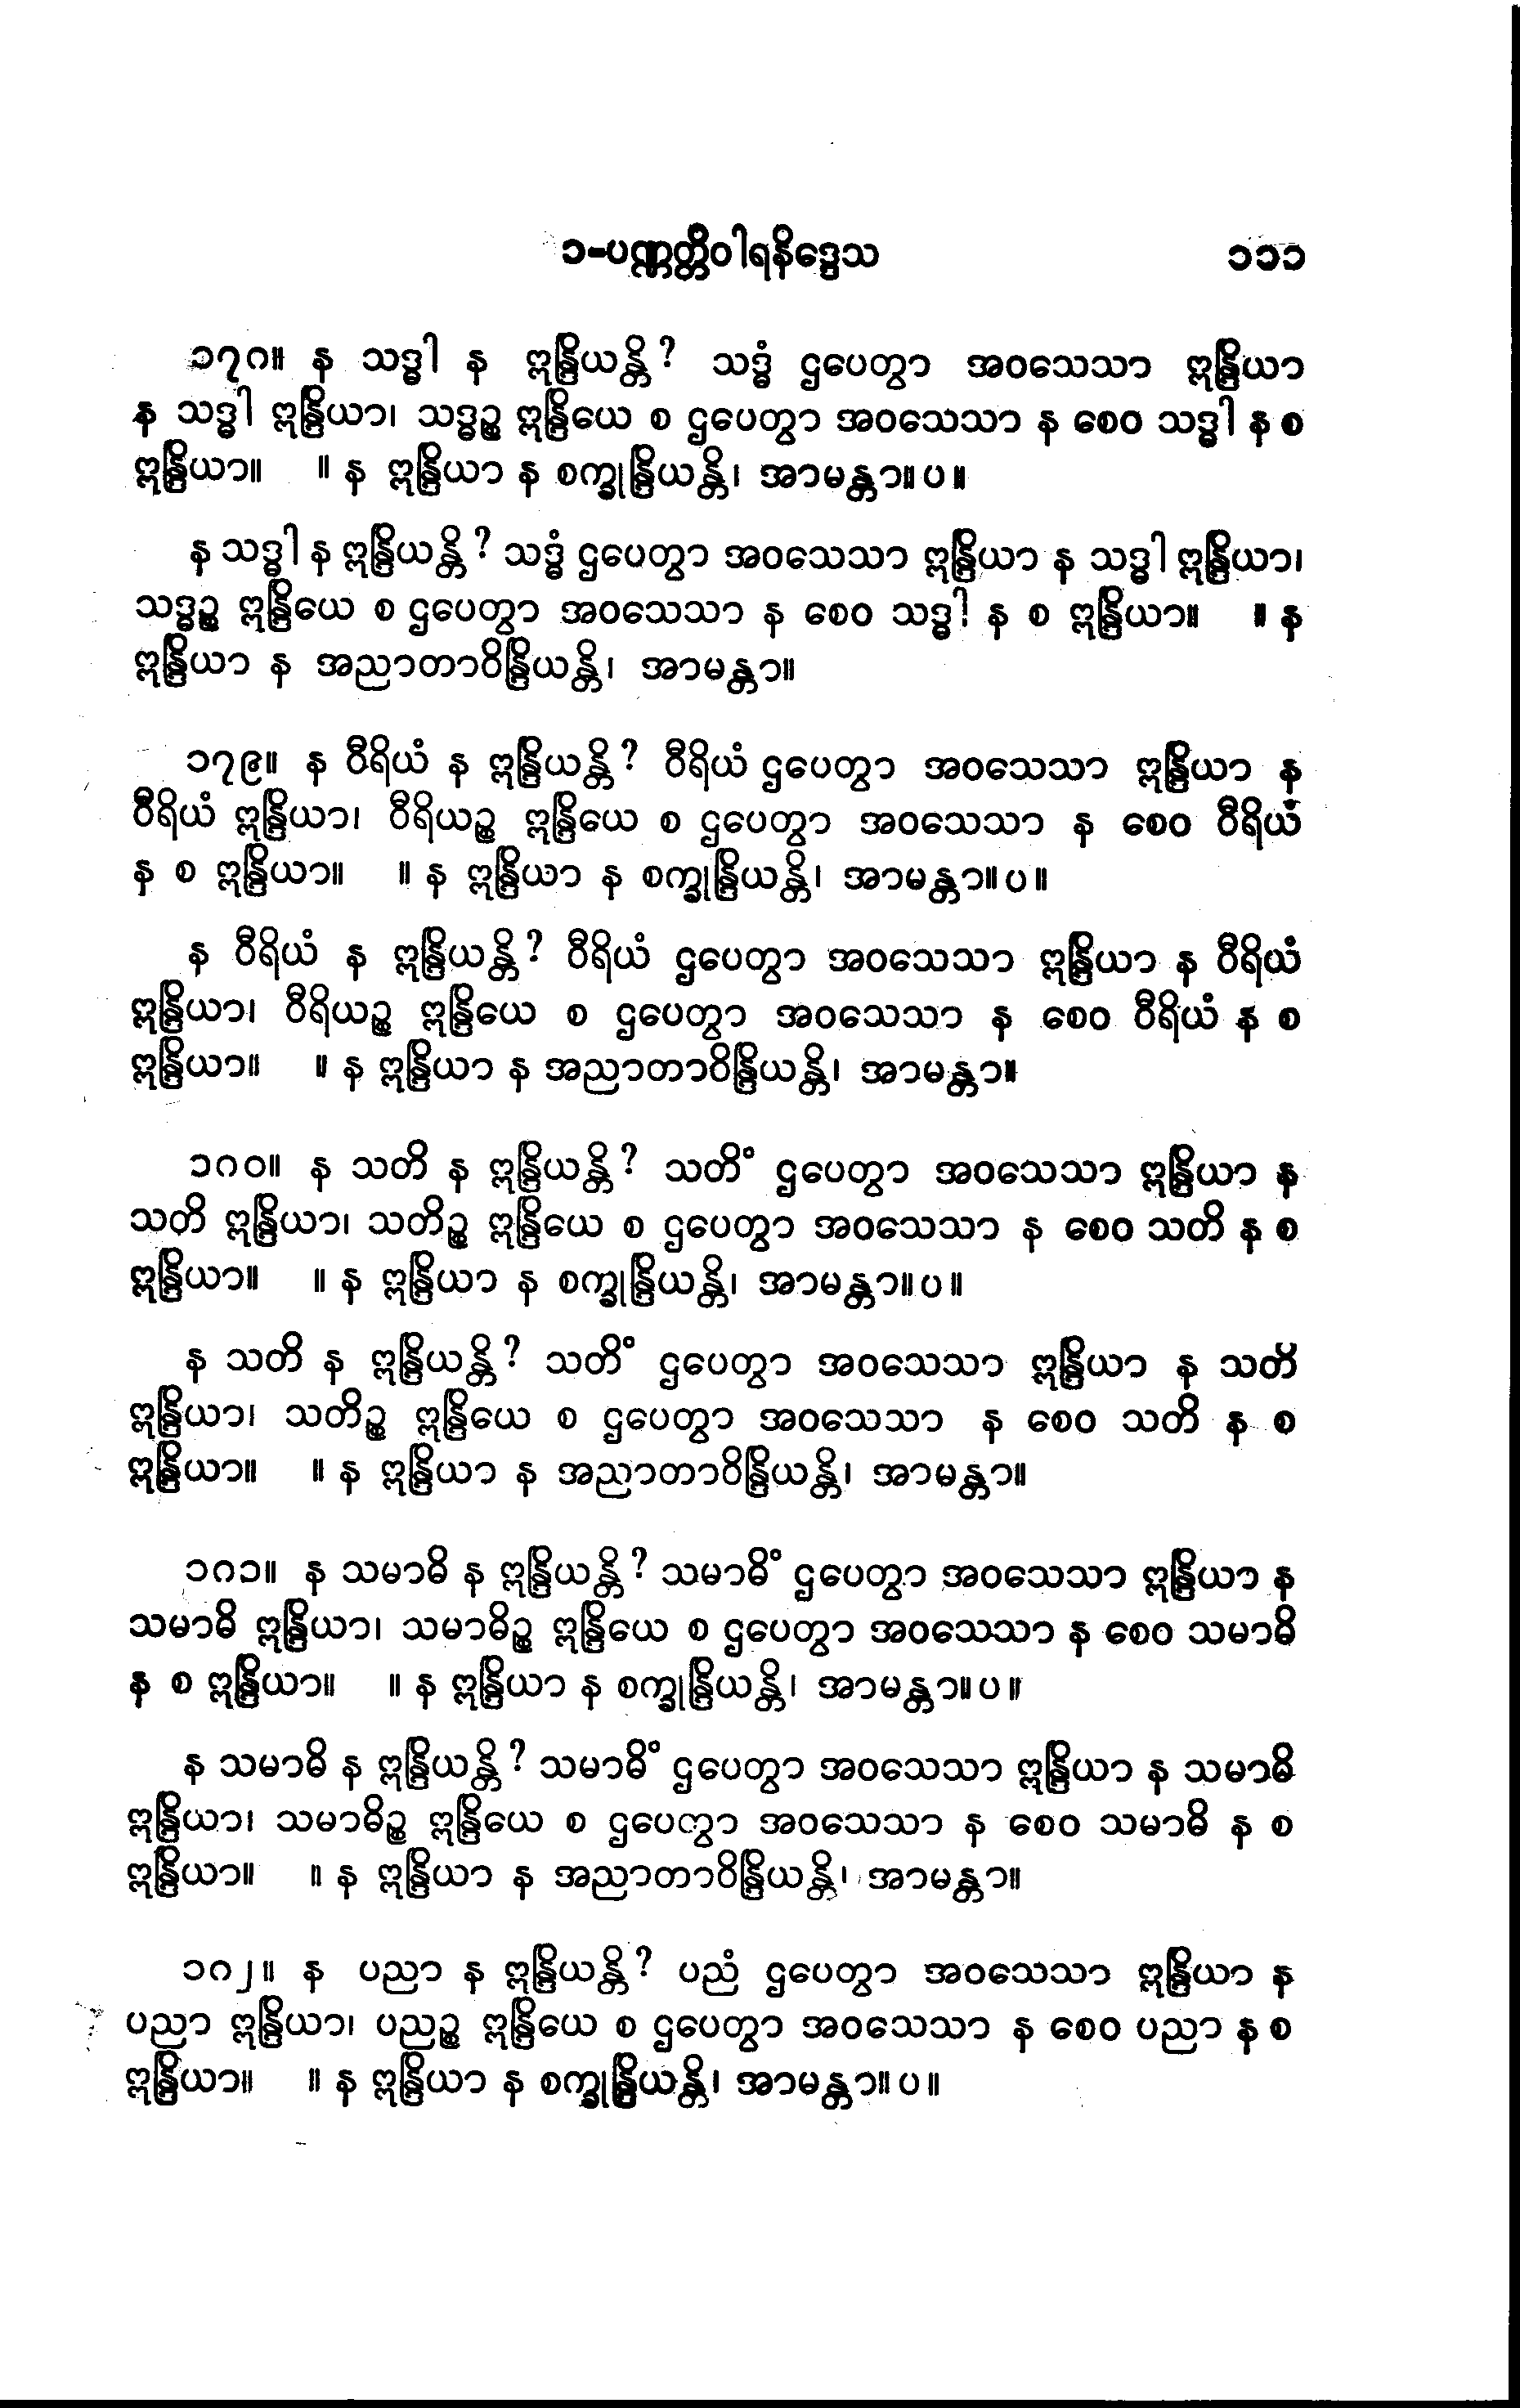 ၁-ပဏ္ဏတ္တိဝါရနိဒ္ဒေသ ၁၁၁
၁၇၈။ န သဒ္ဓါ န ဣန္ဒြိယန္တိ? သဒ္ဓံ ဌပေတွာ အဝသေသာ ဣန္ဒြိယာ
န သဒ္ဓါ ဣန္ဒြိယာ၊ သဒ္ဓဉ္စ ဣန္ဒြိယေ စ ဌပေတွာ အဝသေသာ န စေဝ သဒ္ဓါ န စ
ဣန္ဒြိယာ။ ။ န ဣန္ဒြိယာ န စက္ခုန္ဒြိယန္တိ၊ အာမန္တာ။ ပ ။
န သဒ္ဓါ န ဣန္ဒြိယန္တိ? သဒ္ဓံ ဌပေတွာ အဝသေသာ ဣန္ဒြိယာ န သဒ္ဓါ ဣန္ဒြိယာ၊
သဒ္ဓဉ္စ ဣန္ဒြိယေ စ ဌပေတွာ အဝသေသာ န စေဝ သဒ္ဓါ န စ ဣန္ဒြိယာ။ ။ န
ဣန္ဒြိယာ န အညာတာဝိန္ဒြိယန္တိ၊ အာမန္တာ။
၁၇၉။ န ဝီရိယံ န ဣန္ဒြိယန္တိ? ဝီရိယံ ဌပေတွာ အဝသေသာ ဣန္ဒြိယာ န
ဝီရိယံ ဣန္ဒြိယာ၊ ဝီရိယဉ္စ ဣန္ဒြိယေ စ ဌပေတွာ အဝသေသာ န စေဝ ဝီရိယံ
န စ ဣန္ဒြိယာ။ ။ န ဣန္ဒြိယာ န စက္ခုန္ဒြိယန္တိ၊ အာမန္တာ။ ပ ။
န ဝီရိယံ န ဣန္ဒြိယန္တိ? ဝီရိယံ ဌပေတွာ အဝသေသာ ဣန္ဒြိယာ န ဝီရိယံ
ဣန္ဒြိယာ၊ ဝီရိယဉ္စ ဣန္ဒြိယေ စ ဌပေတွာ အဝသေသာ န စေဝ ဝီရိယံ န စ
ဣန္ဒြိယာ။ ။ န ဣန္ဒြိယာ န အညာတာဝိန္ဒြိယန္တိ၊ အာမန္တာ။
၁၈၀။ န သတိ န ဣန္ဒြိယန္တိ? သတိံ ဌပေတွာ အဝသေသာ ဣန္ဒြိယာ န
သတိ ဣန္ဒြိယာ၊ သတိဉ္စ ဣန္ဒြိယေ စ ဌပေတွာ အဝသေသာ န စေဝ သတိ န စ
ဣန္ဒြိယာ။ ။ န ဣန္ဒြိယာ န စက္ခုန္ဒြိယန္တိ၊ အာမန္တာ။ ပ ။
န သတိ န ဣန္ဒြိယန္တိ? သတိံ ဌပေတွာ အဝသေသာ ဣန္ဒြိယာ န သတိ
ဣန္ဒြိယာ၊ သတိဉ္စ ဣန္ဒြိယေ စ ဌပေတွာ အဝသေသာ န စေဝ သတိ န စ
ဣန္ဒြိယာ။ ။ န ဣန္ဒြိယာ န အညာတာဝိန္ဒြိယန္တိ၊ အာမန္တာ။
၁၈၁။ န သမာဓိ န ဣန္ဒြိယန္တိ? သမာဓိံ ဌပေတွာ အဝသေသာ ဣန္ဒြိယာ န
သမာဓိ ဣန္ဒြိယာ၊ သမာဓိဉ္စ ဣန္ဒြိယေ စ ဌပေတွာ အဝသေသာ န စေဝ သမာဓိ
န စ ဣန္ဒြိယာ။ ။ န ဣန္ဒြိယာ န စက္ခုန္ဒြိယန္တိ၊ အာမန္တာ။ ပ ။
န သမာဓိ န ဣန္ဒြိယန္တိ? သမာဓိံ ဌပေတွာ အဝသေသာ ဣန္ဒြိယာ န သမာဓိ
ဣန္ဒြိယာ၊ သမာဓိဉ္စ ဣန္ဒြိယေ စ ဌပေတွာ အဝသေသာ န စေဝ သမာဓိ န စ
ဣန္ဒြိယာ။ ။ န ဣန္ဒြိယာ န အညာတာဝိန္ဒြိယန္တိ၊ အာမန္တာ။
၁၈၂။ န ပညာ န ဣန္ဒြိယန္တိ? ပညံ ဌပေတွာ အဝသေသာ ဣန္ဒြိယာ န
ပညာ ဣန္ဒြိယာ၊ ပညဉ္စ ဣန္ဒြိယေ စ ဌပေတွာ အဝသေသာ န စေဝ ပညာ န စ
ဣန္ဒြိယာ။ ။ န ဣန္ဒြိယာ န စက္ခုန္ဒြိယန္တိ၊ အာမန္တာ။ ပ ။